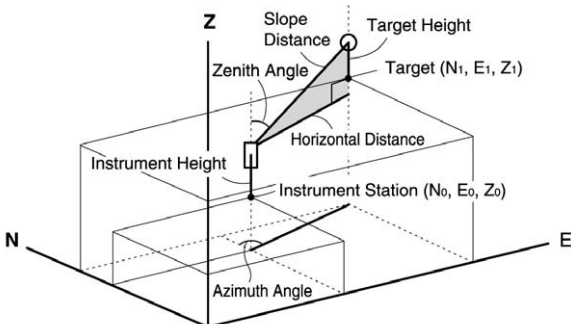 Z
Slope
Distance
Target Height
Zenith Angle
Target (N1, E1, Z1)
Horizontal Distance
Instrument Height
Instrument Station (N0, E0, Z0)
N
E
Azimuth Angle